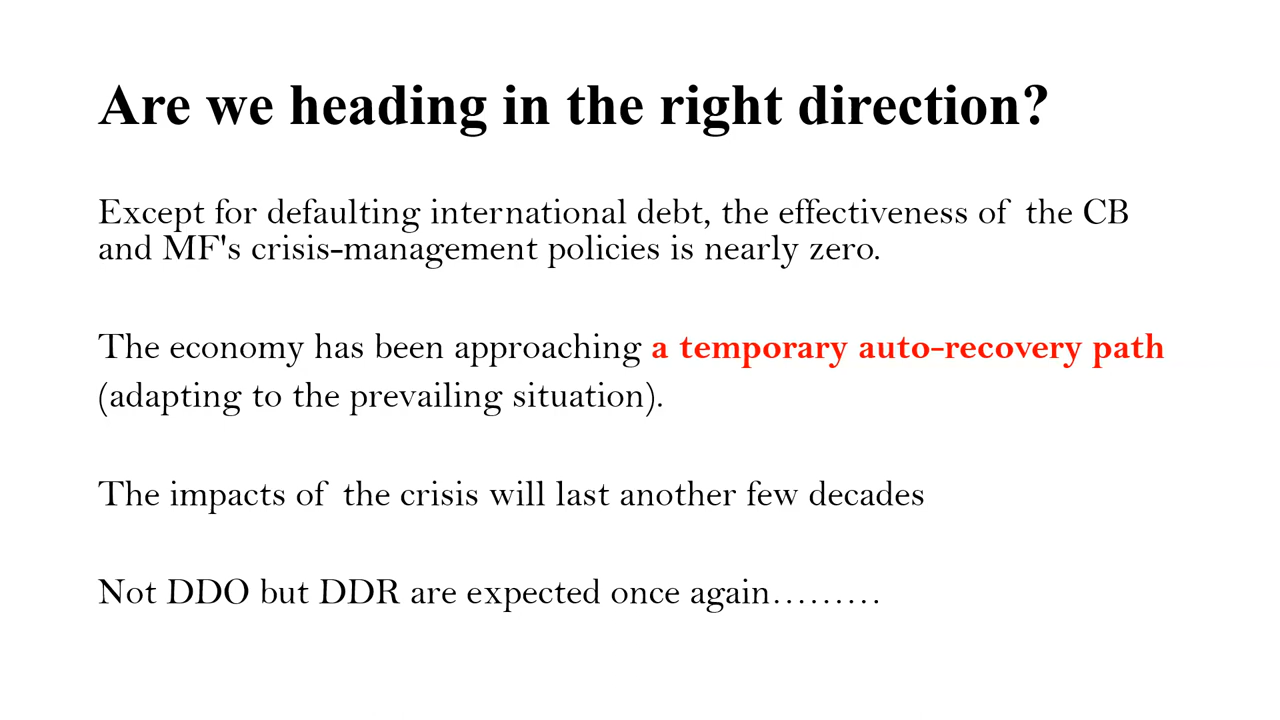 Are we heading in the right direction?
Except for defaulting international debt, the effectiveness of the CB
and MF's crisis-management policies is nearly zero.
The economy has been approaching a temporary auto-recovery path
(adapting to the prevailing situation).
The impacts of the crisis will last another few decades
Not DDO but DDR are expected once again………